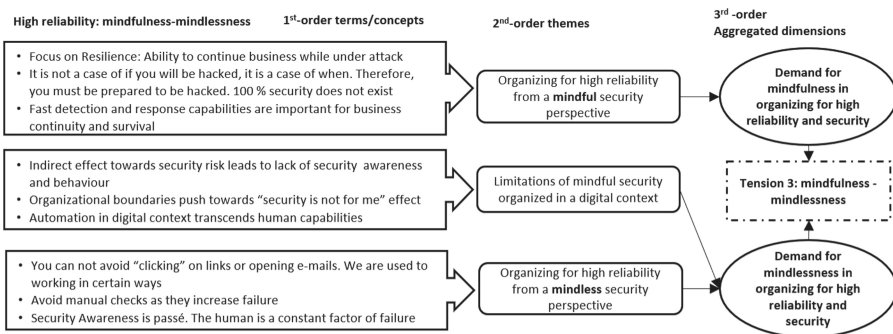 High reliability: mindfulness-mindlessness
1st-order terms/concepts
2nd-order themes
3rd -order
Aggregated dimensions
• Focus on Resilience: Ability to continue business while under attack
• It is not a case of if you will be hacked, it is a case of when. Therefore,
you must be prepared to be hacked. 100 % security does not exist
• Fast detection and response capabilities are important for business
continuity and survival
Organizing for high reliability
from a mindful security
perspective
Demand for
mindfulness in
organizing for high
reliability and security
• Indirect effect towards security risk leads to lack of security awareness
and behaviour
• Organizational boundaries push towards “security is not for me” effect
• Automation in digital context transcends human capabilities
Limitations of mindful security
organized in a digital context
Tension 3: mindfulness -
mindlessness
• You can not avoid “clicking” on links or opening e-mails. We are used to
working in certain ways
• Avoid manual checks as they increase failure
• Security Awareness is passé. The human is a constant factor of failure
Organizing for high reliability
from a mindless security
perspective
Demand for
mindlessness in
organizing for high
reliability and
security